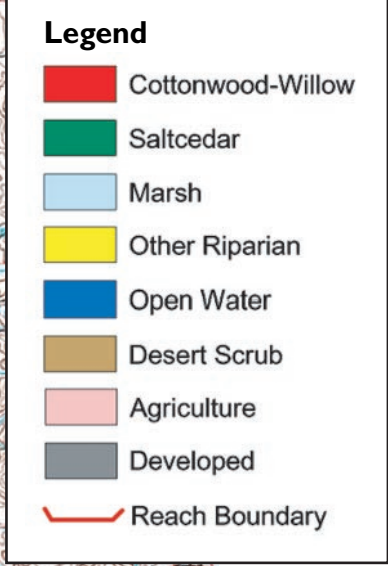 Legend
Cottonwood-Willow
Saltcedar
Marsh
Other Riparian
Open Water
Desert Scrub
Agriculture
Developed
Reach Boundary